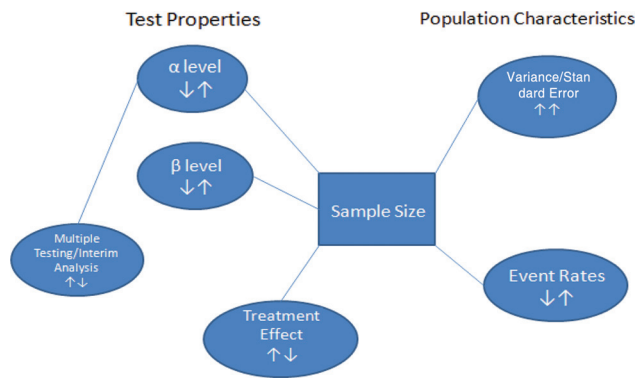 Test Properties
Population Characteristics
α level
↓↑
Variance/Stan
dard Error
↑↑
β level
↓↑
Sample Size
Multiple
Testing/Interim
Analysis
↑↓
Event Rates
↓↑
Treatment
Effect
↑↓